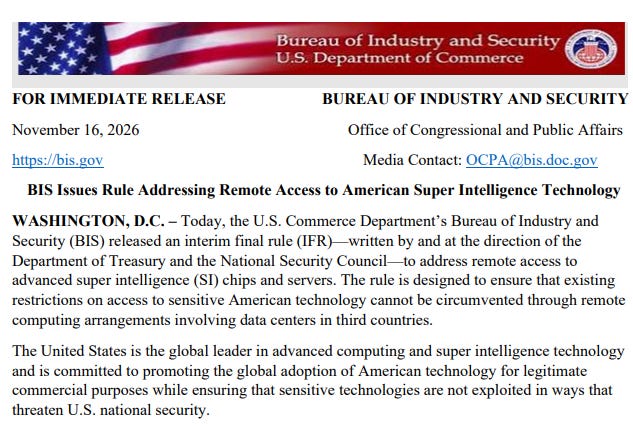 Bureau of Industry and Security
U.S. Department of Commerce
FOR IMMEDIATE RELEASE BUREAU OF INDUSTRY AND SECURITY
November 16, 2026 Office of Congressional and Public Affairs
https://bis.gov Media Contact: OCPA@bis.doc.gov
BIS Issues Rule Addressing Remote Access to American Super Intelligence Technology
WASHINGTON, D.C. – Today, the U.S. Commerce Department’s Bureau of Industry and
Security (BIS) released an interim final rule (IFR)—written by and at the direction of the
Department of Treasury and the National Security Council—to address remote access to
advanced super intelligence (SI) chips and servers. The rule is designed to ensure that existing
restrictions on access to sensitive American technology cannot be circumvented through remote
computing arrangements involving data centers in third countries.
The United States is the global leader in advanced computing and super intelligence technology
and is committed to promoting the global adoption of American technology for legitimate
commercial purposes while ensuring that sensitive technologies are not exploited in ways that
threaten U.S. national security.